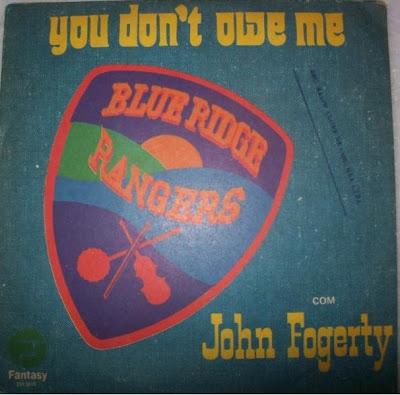 you don't owe me
BLUE RIDGE
RANGERS
COM
John Fogerty
Fantasy